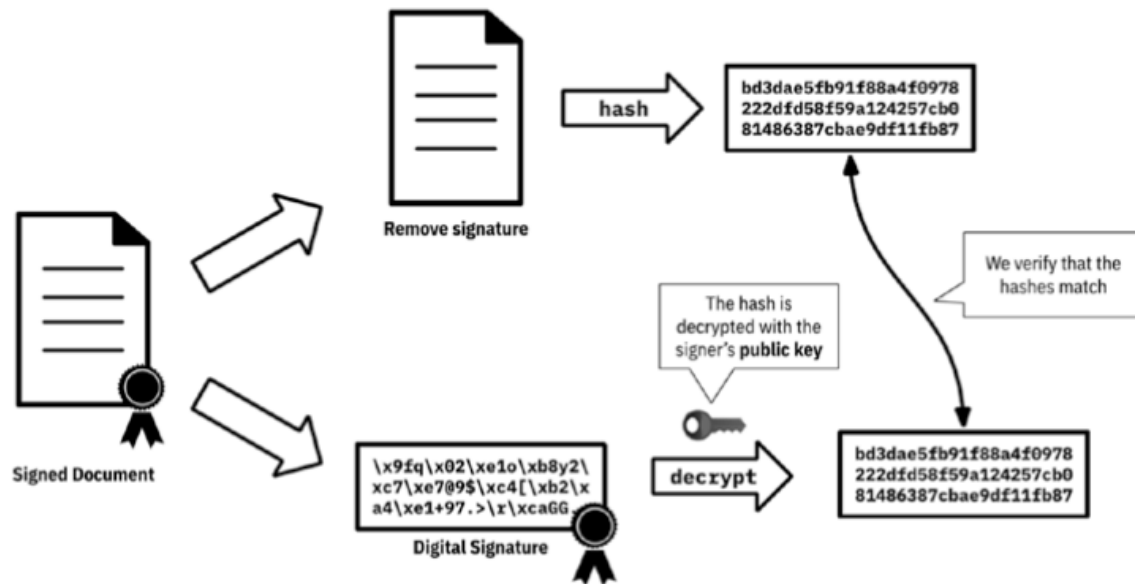 hash
bd3dae5fb91f88a4f0978
222dfd58f59a124257cb0
81486387cbae9df11fb87
Remove signature
We verify that the
hashes match
The hash is
decrypted with the
signer's public key
Signed Document
\x9fq\x02\xe1o\xb8y2\
xc7\xe7@9$\xc4[\xb2\x
a4\xe1+97.>\r\xcaGG
Digital Signature
decrypt
bd3dae5fb91f88a4f0978
222dfd58f59a124257cb0
81486387cbae9df11fb87